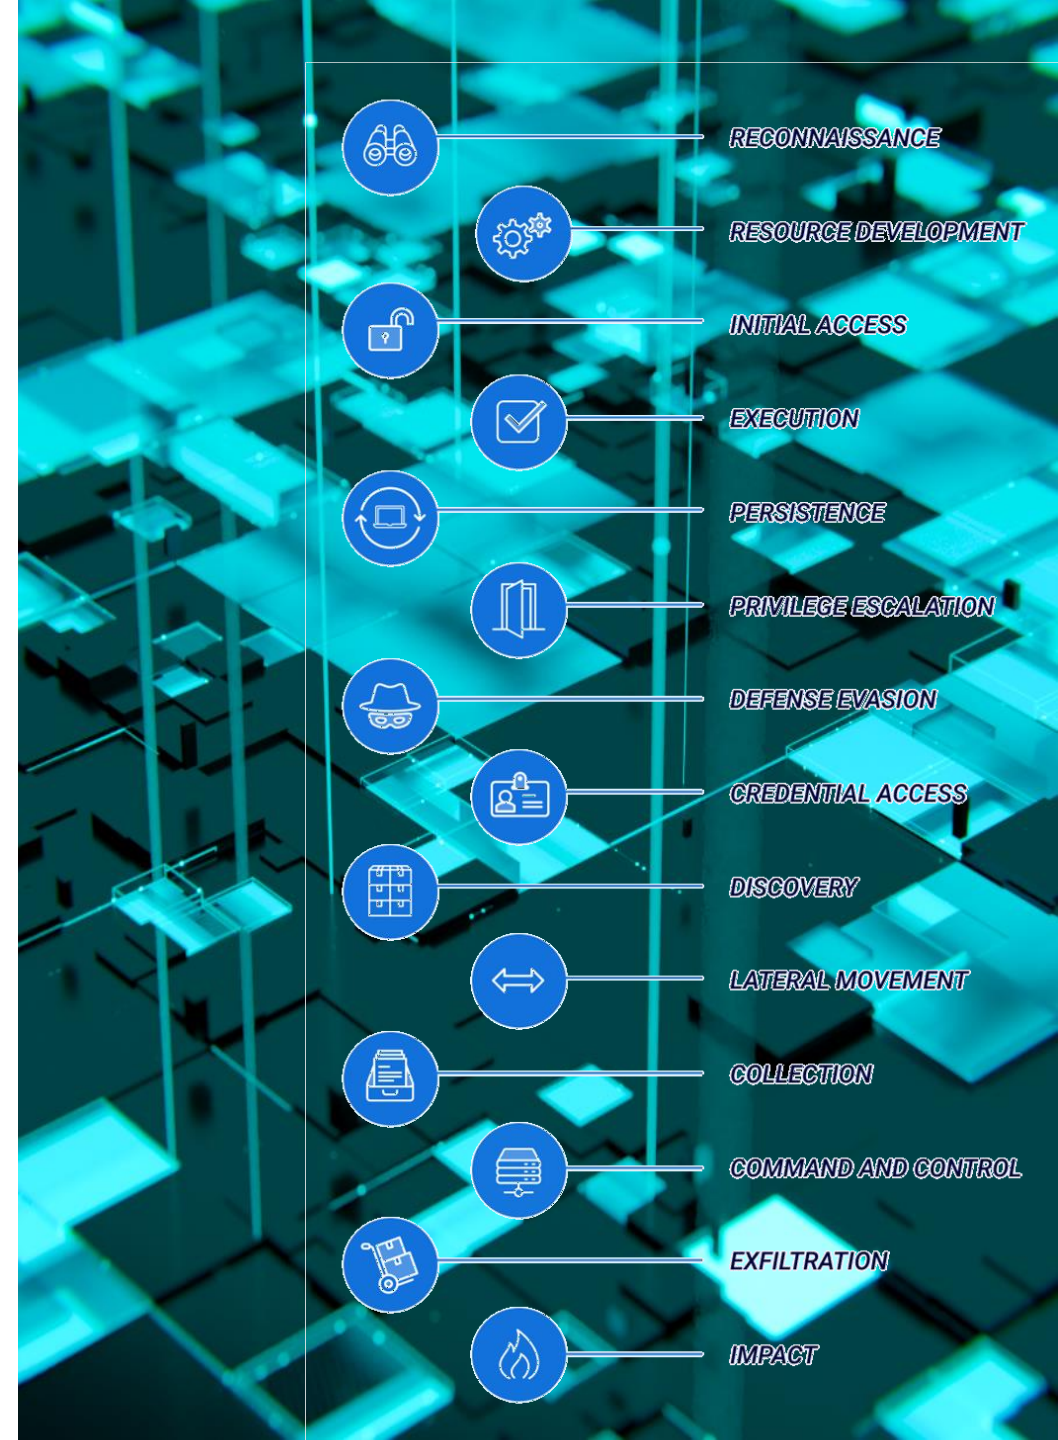 RECONNAISSANCE
RESOURCE DEVELOPMENT
INITIAL ACCESS
EXECUTION
PERSISTENCE
PRIVILEGE ESCALATION
DEFENSE EVASION
CREDENTIAL ACCESS
DISCOVERY
LATERAL MOVEMENT
COLLECTION
COMMAND AND CONTROL
EXFILTRATION
IMPACT